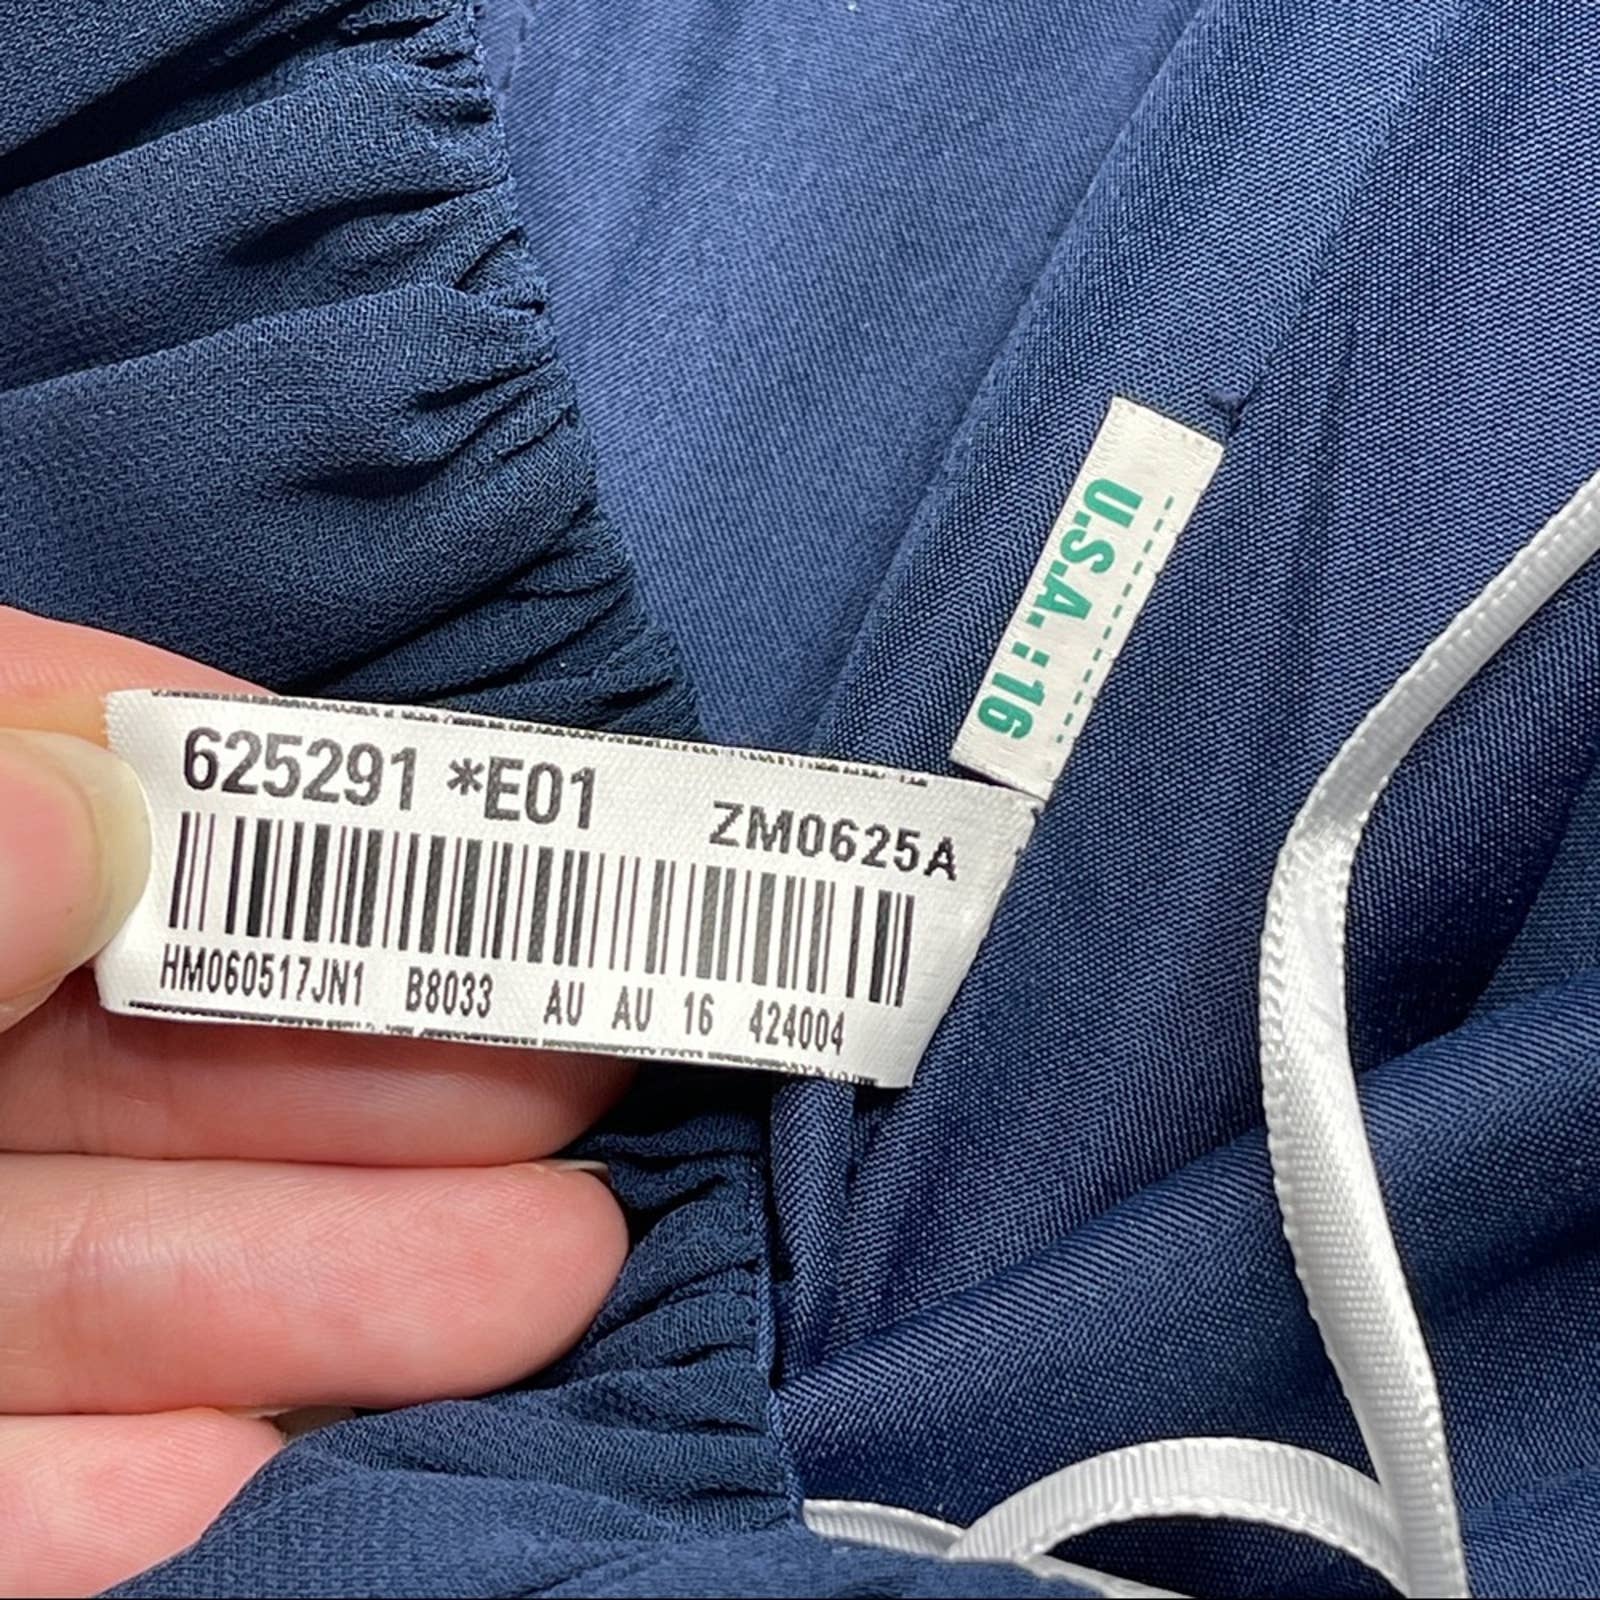 U.S.A.:16
625291 *E01
ZM0625A
HM060517JN1 B8033 AU AU 16 424004